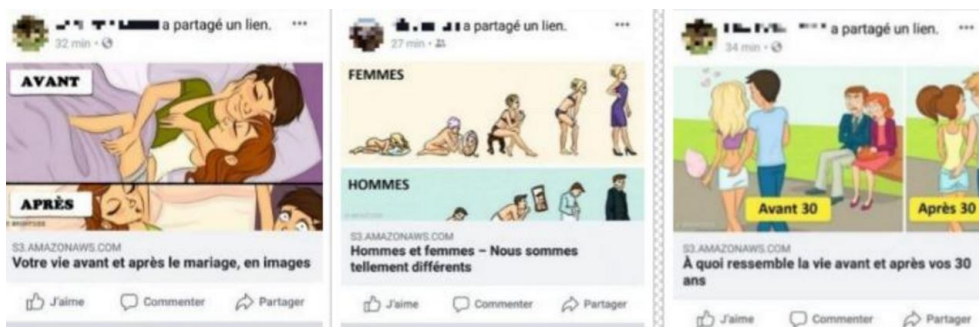 a partagé un lien.
32 min
AVANT
APRÈS
S3.AMAZONAWS.COM
Votre vie avant et après le mariage, en images
J'aime
Commenter
Partager
a partagé un lien.
27 min
FEMMES
HOMMES
S3.AMAZONAWS.COM
Hommes et femmes – Nous sommes
tellement différents
J'aime
Commenter
Partager
a partagé un lien.
34 min
Avant 30
Après 30
S3.AMAZONAWS.COM
À quoi ressemble la vie avant et après vos 30
ans
J'aime
Commenter
Partager